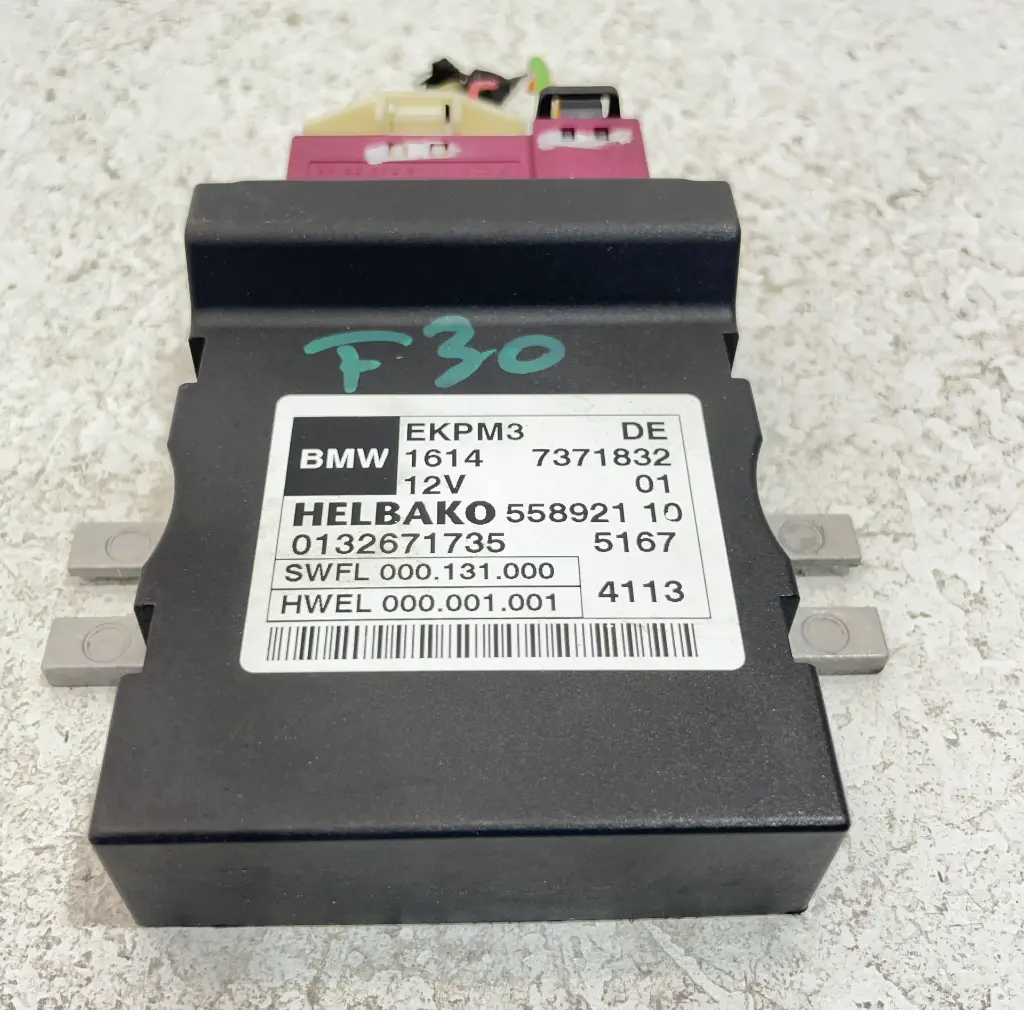 F30
BMW
EKPM3 DE
1614 7371832
12V 01
HELBAKO 558921 10
0132671735 5167
SWFL 000.131.000
HWEL 000.001.001 4113